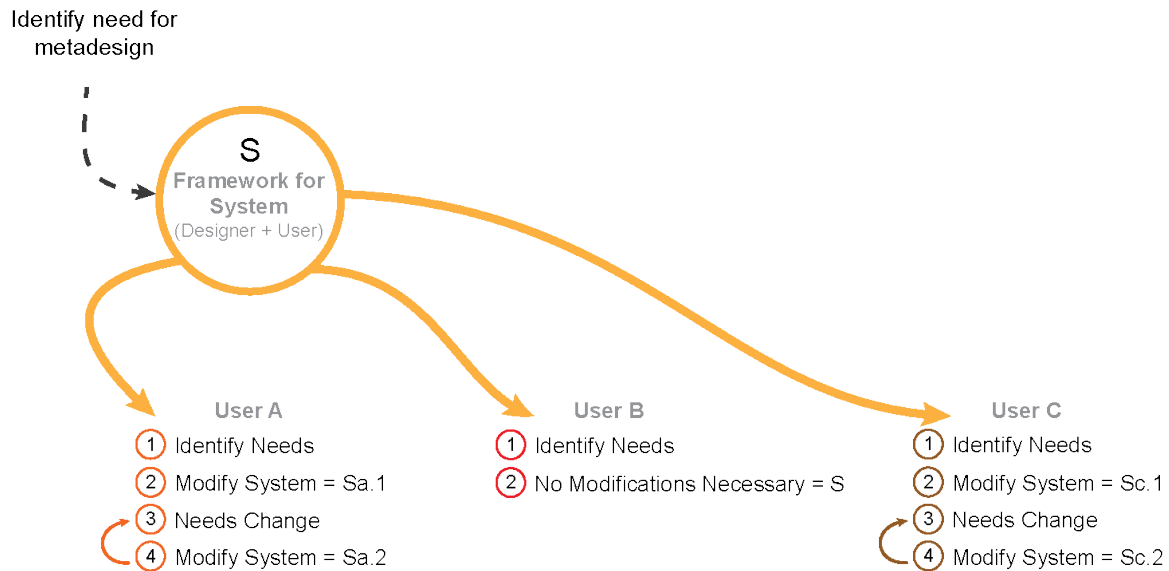 Identify need for
metadesign
S
Framework for
System
(Designer + User)
User A
1 Identify Needs
2 Modify System = Sa.1
3 Needs Change
4 Modify System = Sa.2
User B
1 Identify Needs
2 No Modifications Necessary = S
User C
1 Identify Needs
2 Modify System = Sc.1
3 Needs Change
4 Modify System = Sc.2